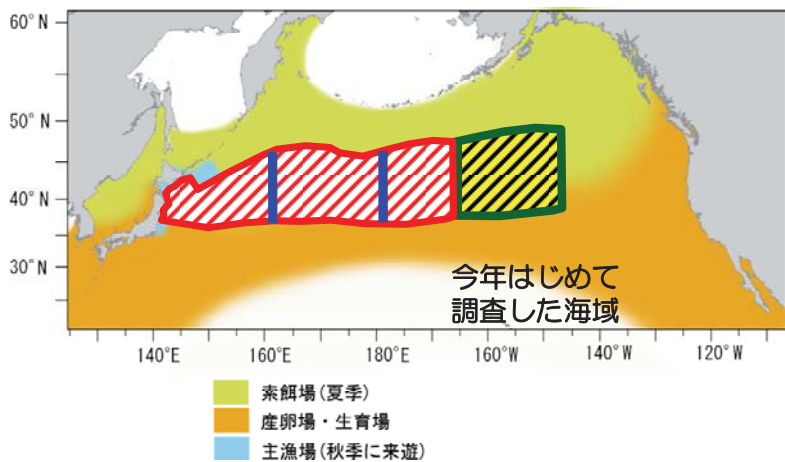 60° N
50° N
40° N
30° N
今年はじめて
調査した海域
140°E
160°E
180°E
160°W
140°W
120°W
索餌場(夏季)
産卵場・生育場
主漁場(秋季に来遊)